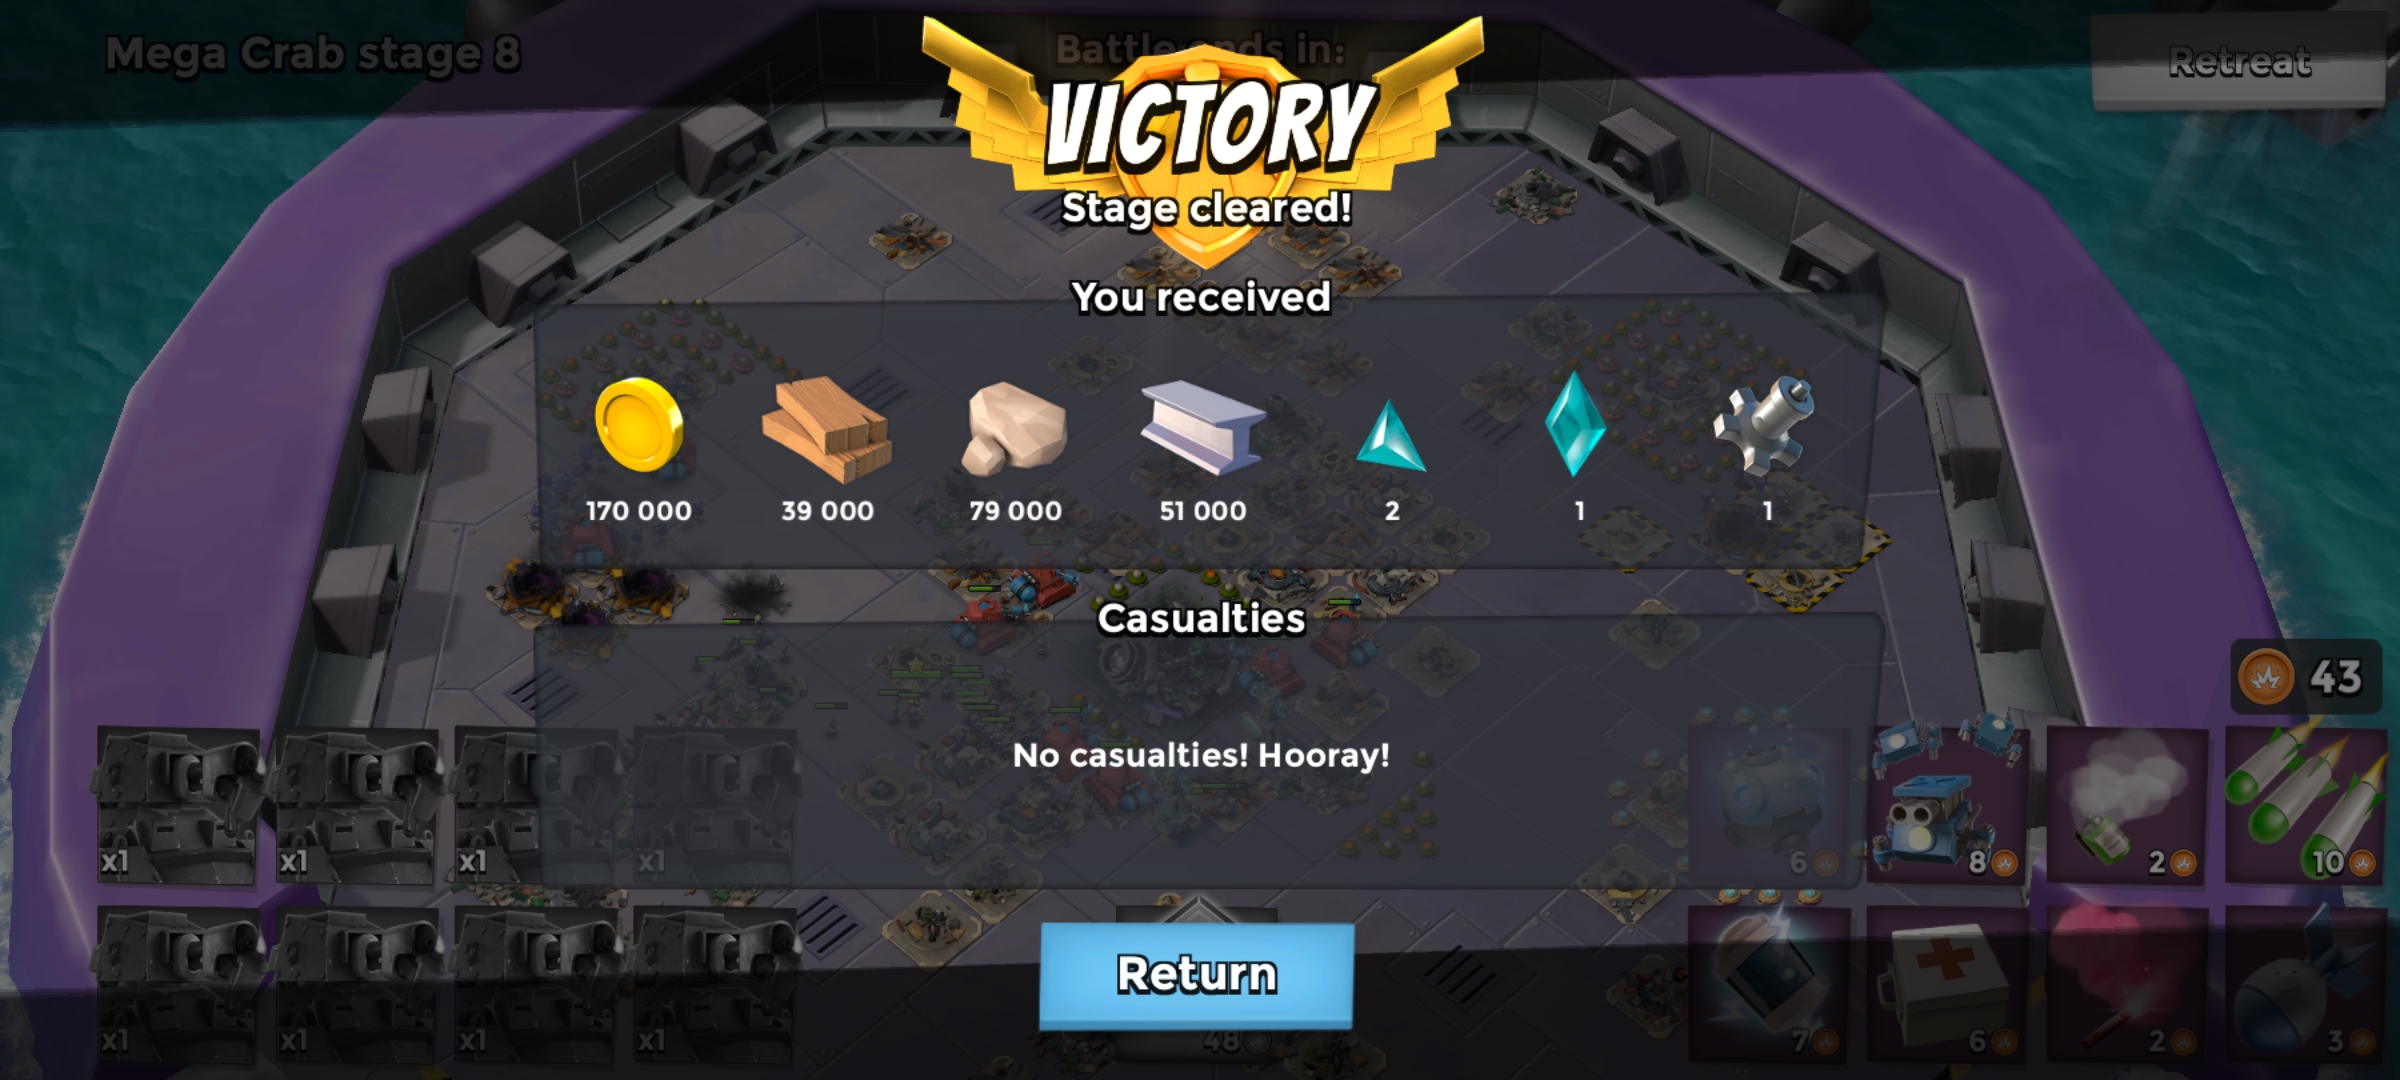 Mega Crab stage 8
Battle ends in:
Retreat
VICTORY
Stage cleared!
You received
170 000
39 000
79 000
51 000
2
1
1
Casualties
No casualties! Hooray!
43
x1
x1
x1
x1
6
8
2
10
Return
x1
x1
x1
x1
48
7
6
2
3